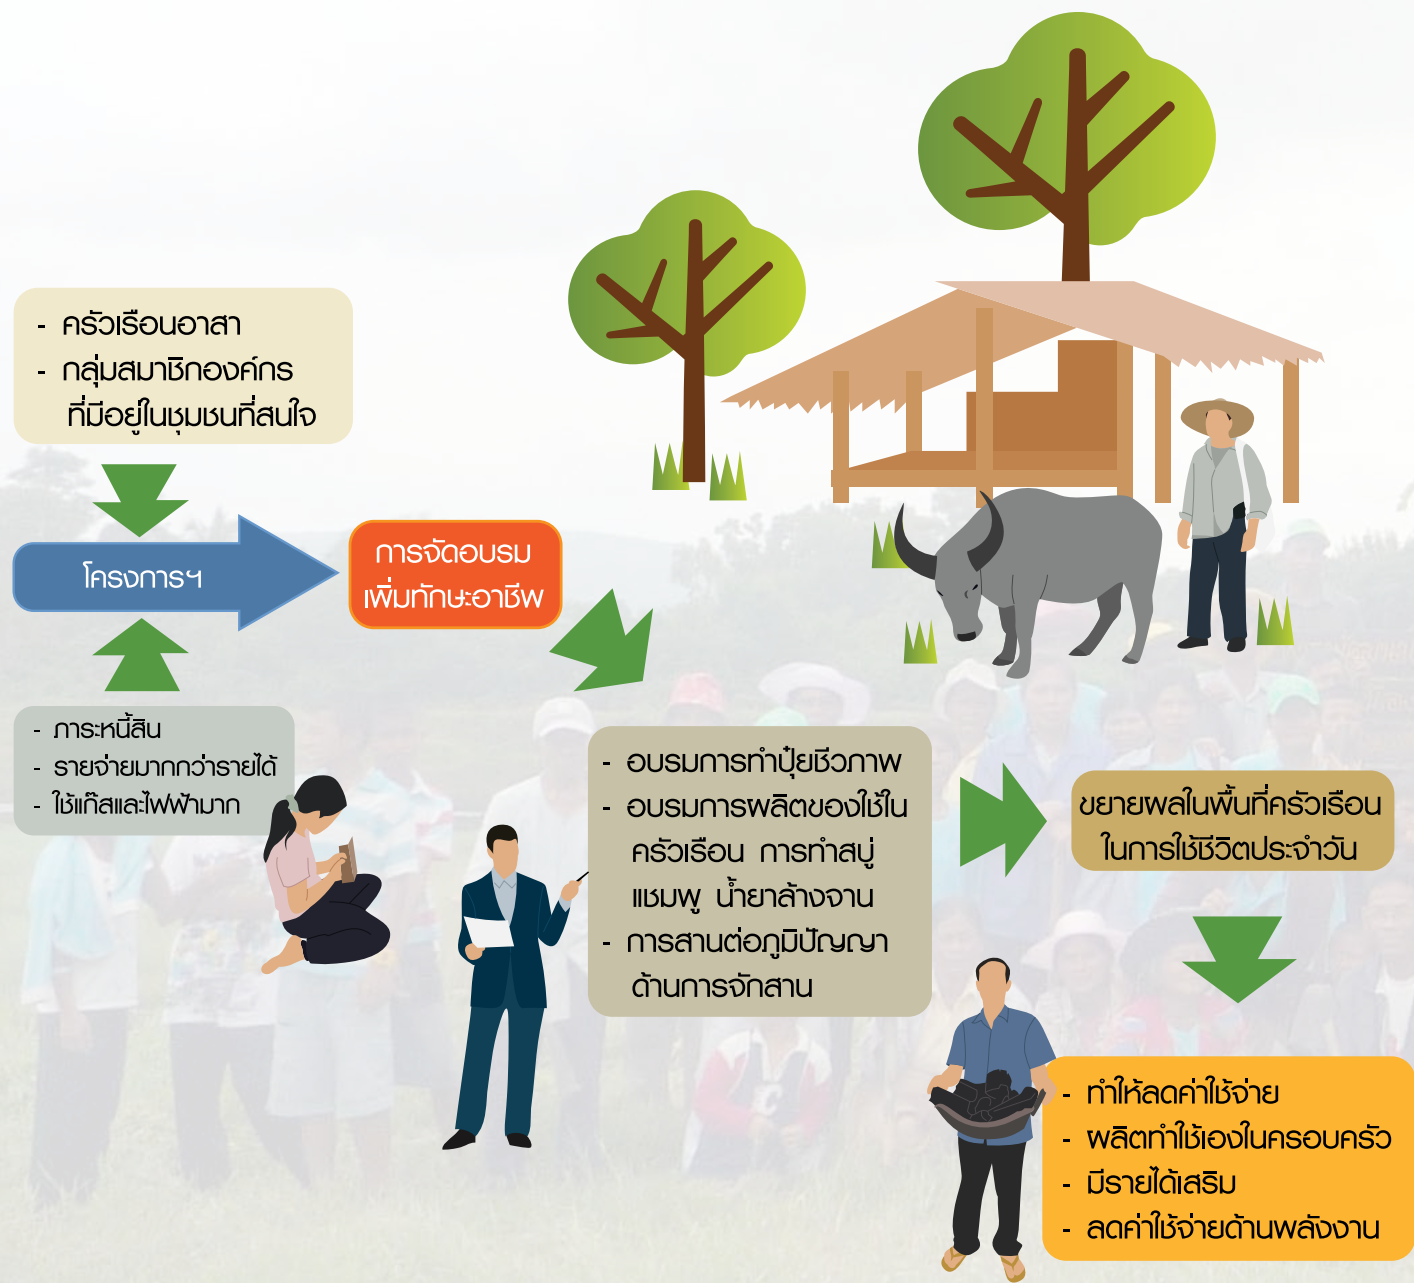 - ครัวเรือนอาสา
- กลุ่มสมาชิกองค์กร
ที่มีอยู่ในชุมชนที่สนใจ
โครงการฯ
การจัดอบรม
เพิ่มทักษะอาชีพ
- ภาระหนี้สิน
- รายจ่ายมากกว่ารายได้
- ใช้แก๊สและไฟฟ้ามาก
- อบรมการทำปุ๋ยชีวภาพ
- อบรมการผลิตของใช้ใน
ครัวเรือน การทำสบู่
แชมพู น้ำยาล้างจาน
- การสานต่อภูมิปัญญา
ด้านการจักสาน
ขยายผลในพื้นที่ครัวเรือน
ในการใช้ชีวิตประจำวัน
- ทำให้ลดค่าใช้จ่าย
- ผลิตทำใช้เองในครอบครัว
- มีรายได้เสริม
- ลดค่าใช้จ่ายด้านพลังงาน